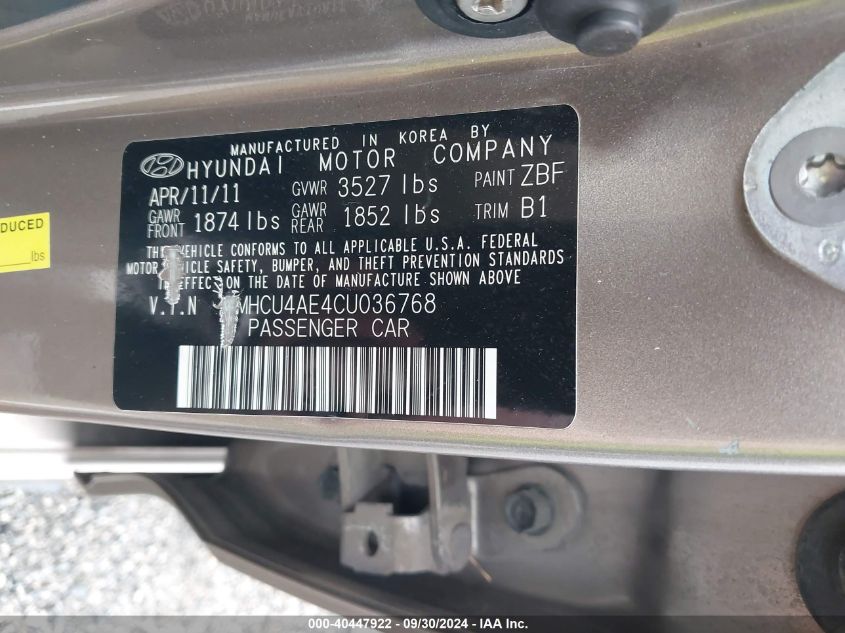 MANUFACTURED IN KOREA BY
HYUNDAI MOTOR COMPANY
APR/11/11 GVWR 3527 lbs PAINT ZBF
GAWR FRONT 1874 lbs GAWR REAR 1852 lbs TRIM B1
VEHICLE CONFORMS TO ALL APPLICABLE U.S.A. FEDERAL
MOTOR SAFETY, BUMPER, AND THEFT PREVENTION STANDARDS
EFFECT ON THE DATE OF MANUFACTURE SHOWN ABOVE
V.I.N MHCU4AE4CU036768
PASSENGER CAR
DUCED
lbs
000-40447922 - 09/30/2024 - IAA Inc.